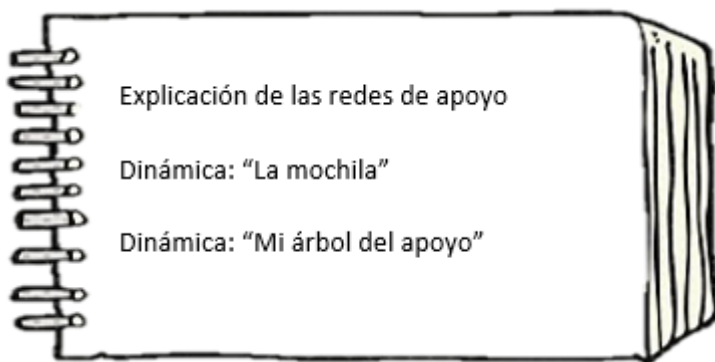 Explicación de las redes de apoyo
Dinámica: “La mochila”
Dinámica: “Mi árbol del apoyo”